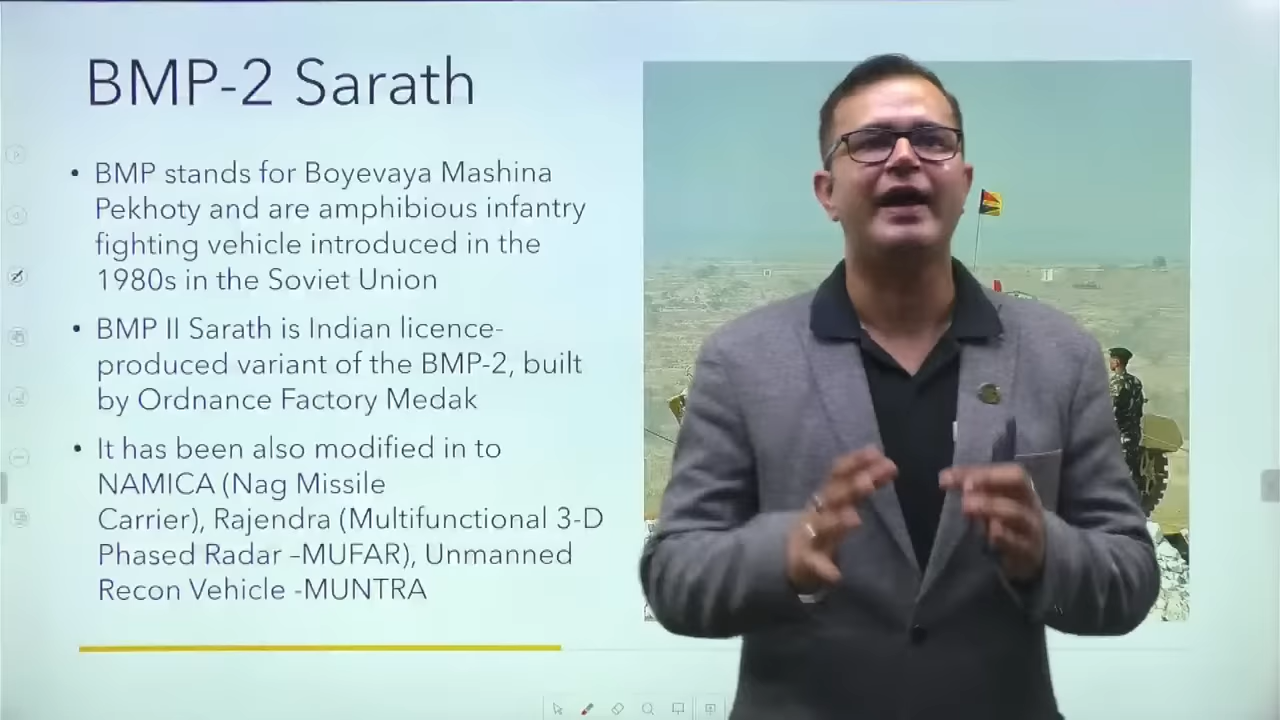 BMP-2 Sarath
• BMP stands for Boyevaya Mashina
Pekhoty and are amphibious infantry
fighting vehicle introduced in the
1980s in the Soviet Union
• BMP II Sarath is Indian licence-
produced variant of the BMP-2, built
by Ordnance Factory Medak
• It has been also modified in to
NAMICA (Nag Missile
Carrier), Rajendra (Multifunctional 3-D
Phased Radar –MUFAR), Unmanned
Recon Vehicle -MUNTRA